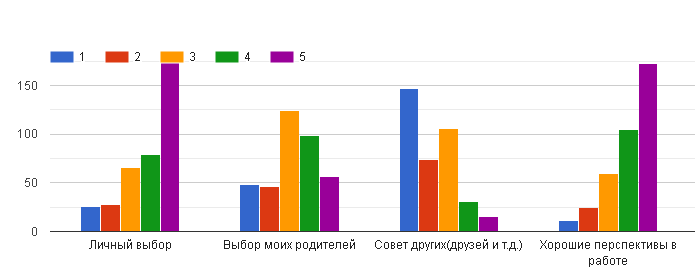 1 2 3 4 5
150
100
50
0
Личный выбор Выбор моих родителей Совет других(друзей и т.д.) Хорошие перспективы в
работе